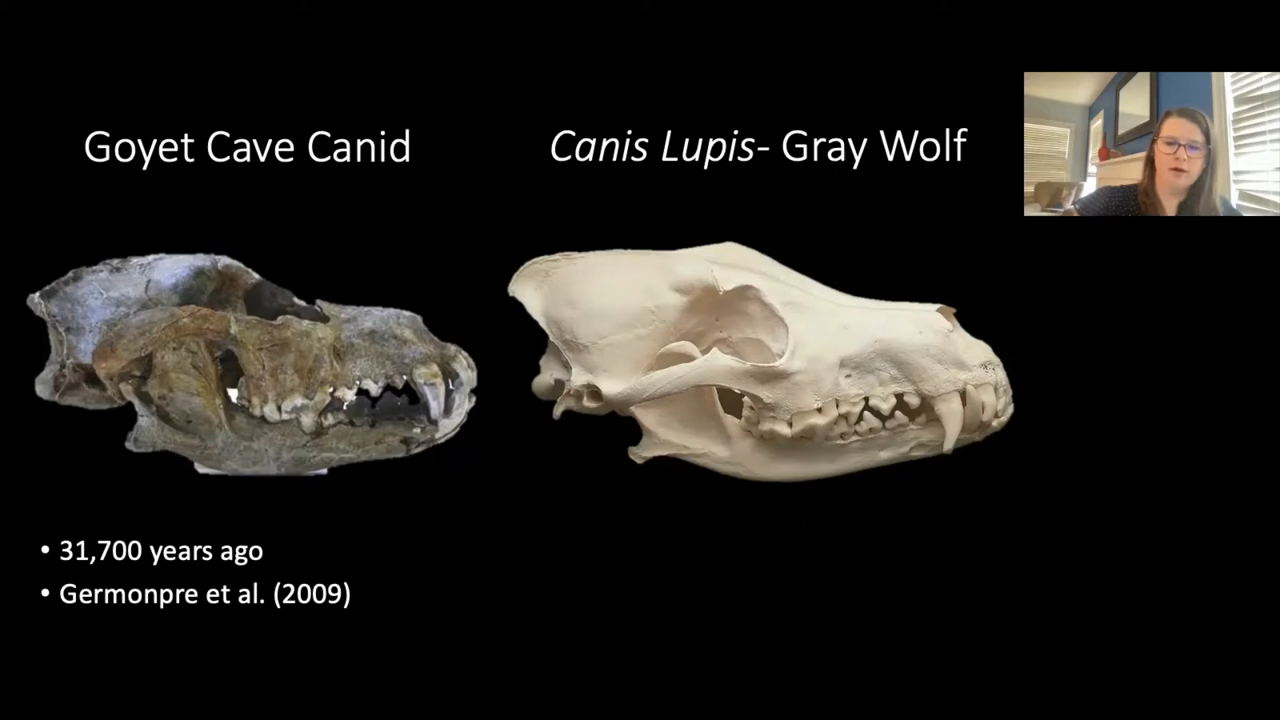 Goyet Cave Canid
Canis Lupis- Gray Wolf
• 31,700 years ago
• Germonpre et al. (2009)